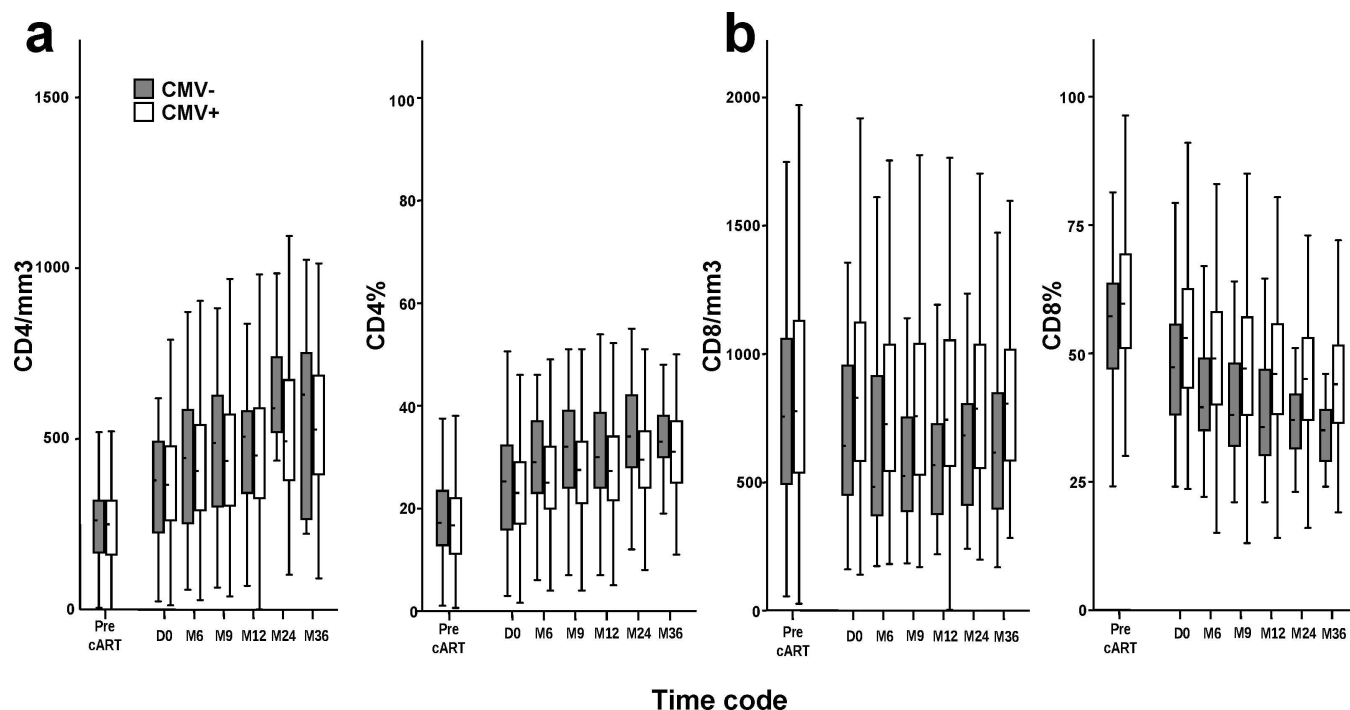 a
b
CMV-
CMV+
CD4/mm3
1500
1000
500
0
Pre
cART
D0 M6 M9 M12 M24 M36
CD4%
100
80
60
40
20
0
Pre
cART
D0 M6 M9 M12 M24 M36
CD8/mm3
2000
1500
1000
500
0
Pre
cART
D0 M6 M9 M12 M24 M36
CD8%
100
75
50
25
0
Pre
cART
D0 M6 M9 M12 M24 M36
Time code